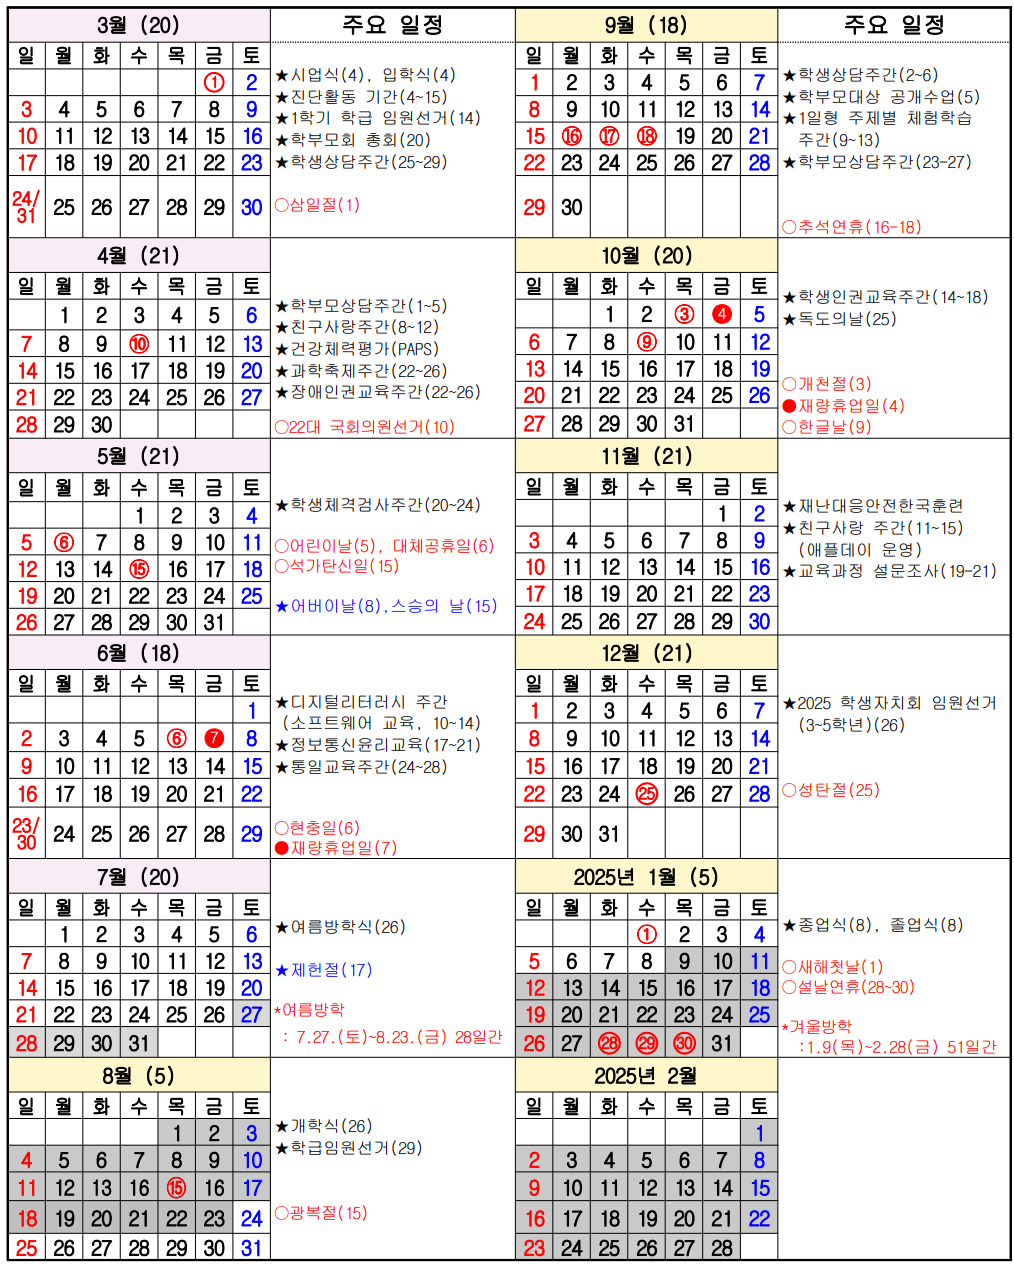 3월 (20)
주요 일정
일 월 화 수 목 금 토
① 2
3 4 5 6 7 8 9
10 11 12 13 14 15 16
17 18 19 20 21 22 23
24/31 25 26 27 28 29 30
★시업식(4), 입학식(4)
★진단활동 기간(4~15)
★1학기 학급 임원선거(14)
★학부모회 총회(20)
★학생상담주간(25~29)
○삼일절(1)
4월 (21)
일 월 화 수 목 금 토
1 2 3 4 5 6
7 8 9 ⑩ 11 12 13
14 15 16 17 18 19 20
21 22 23 24 25 26 27
28 29 30
★학부모상담주간(1~5)
★친구사랑주간(8~12)
★건강체력평가(PAPS)
★과학축제주간(22~26)
★장애인권교육주간(22~26)
○22대 국회의원선거(10)
5월 (21)
일 월 화 수 목 금 토
1 2 3 4
5 ⑥ 7 8 9 10 11
12 13 14 ⑮ 16 17 18
19 20 21 22 23 24 25
26 27 28 29 30 31
★학생체격검사주간(20~24)
○어린이날(5), 대체공휴일(6)
○석가탄신일(15)
★어버이날(8),스승의 날(15)
6월 (18)
일 월 화 수 목 금 토
1
2 3 4 5 ⑥ ❼ 8
9 10 11 12 13 14 15
16 17 18 19 20 21 22
23/30 24 25 26 27 28 29
★디지털리터러시 주간
(소프트웨어 교육, 10~14)
★정보통신윤리교육(17~21)
★통일교육주간(24~28)
○현충일(6)
●재량휴업일(7)
7월 (20)
일 월 화 수 목 금 토
1 2 3 4 5 6
7 8 9 10 11 12 13
14 15 16 17 18 19 20
21 22 23 24 25 26 27
28 29 30 31
★여름방학식(26)
★제헌절(17)
*여름방학
: 7.27.(토)~8.23.(금) 28일간
8월 (5)
일 월 화 수 목 금 토
1 2 3
4 5 6 7 8 9 10
11 12 13 16 ⑮ 16 17
18 19 20 21 22 23 24
25 26 27 28 29 30 31
★개학식(26)
★학급임원선거(29)
○광복절(15)
9월 (18)
주요 일정
일 월 화 수 목 금 토
1 2 3 4 5 6 7
8 9 10 11 12 13 14
15 ⑯ ⑰ ⑱ 19 20 21
22 23 24 25 26 27 28
29 30
★학생상담주간(2~6)
★학부모대상 공개수업(5)
★1일형 주제별 체험학습
주간(9~13)
★학부모상담주간(23-27)
○추석연휴(16-18)
10월 (20)
일 월 화 수 목 금 토
1 2 ③ ❹ 5
6 7 8 ⑨ 10 11 12
13 14 15 16 17 18 19
20 21 22 23 24 25 26
27 28 29 30 31
★학생인권교육주간(14~18)
★독도의날(25)
○개천절(3)
●재량휴업일(4)
○한글날(9)
11월 (21)
일 월 화 수 목 금 토
1 2
3 4 5 6 7 8 9
10 11 12 13 14 15 16
17 18 19 20 21 22 23
24 25 26 27 28 29 30
★재난대응안전한국훈련
★친구사랑 주간(11~15)
(애플데이 운영)
★교육과정 설문조사(19-21)
12월 (21)
일 월 화 수 목 금 토
1 2 3 4 5 6 7
8 9 10 11 12 13 14
15 16 17 18 19 20 21
22 23 24 ㉕ 26 27 28
29 30 31
★2025 학생자치회 임원선거
(3~5학년)(26)
○성탄절(25)
2025년 1월 (5)
일 월 화 수 목 금 토
① 2 3 4
5 6 7 8 9 10 11
12 13 14 15 16 17 18
19 20 21 22 23 24 25
26 27 ㉘ ㉙ ㉚ 31
★종업식(8), 졸업식(8)
○새해첫날(1)
○설날연휴(28~30)
*겨울방학
:1.9(목)~2.28(금) 51일간
2025년 2월
일 월 화 수 목 금 토
1
2 3 4 5 6 7 8
9 10 11 12 13 14 15
16 17 18 19 20 21 22
23 24 25 26 27 28